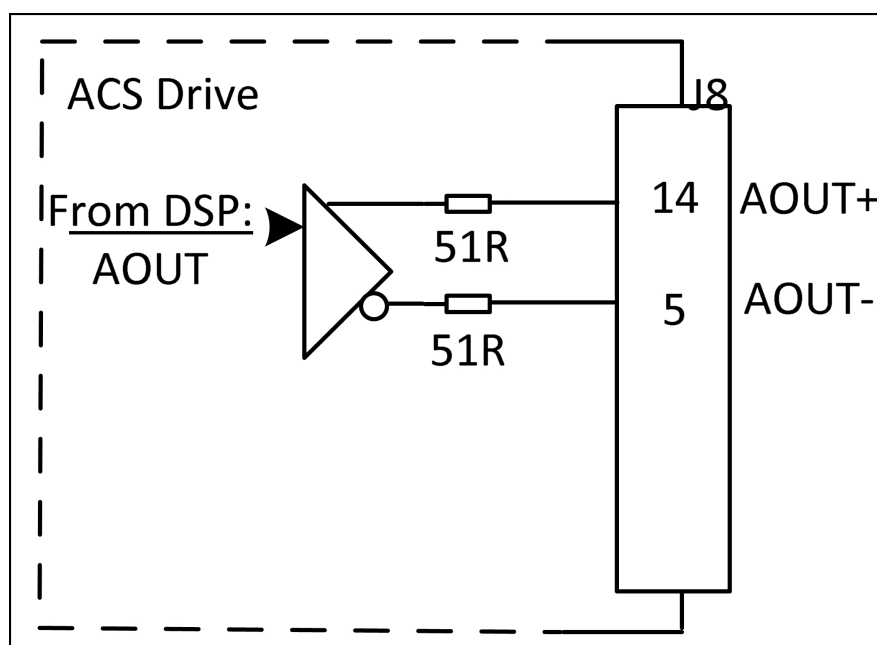 ACS Drive
J8
From DSP:
AOUT
14
AOUT+
51R
5
AOUT-
51R